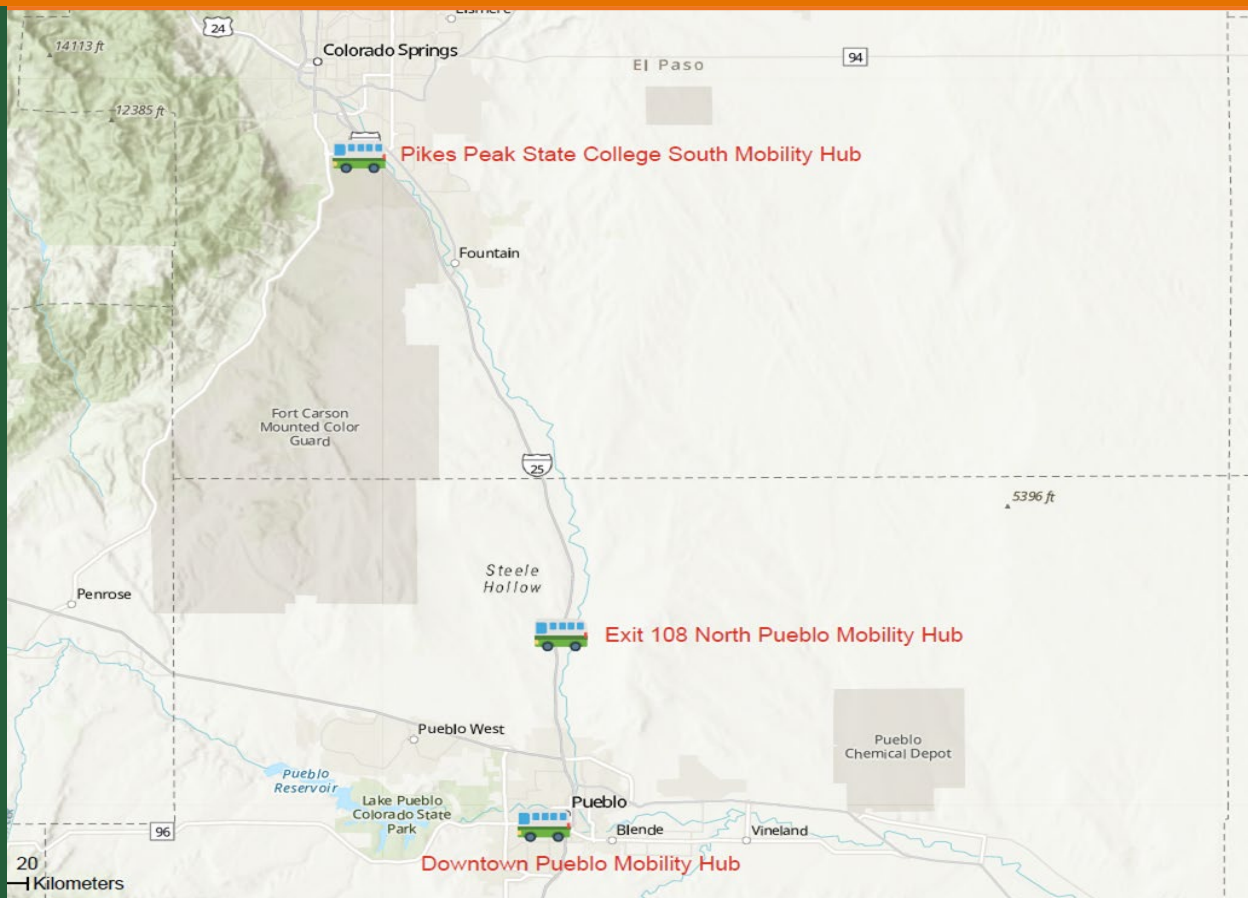 24
14113 ft
Colorado Springs
El Paso
94
12385 ft
Pikes Peak State College South Mobility Hub
Fountain
Fort Carson
Mounted Color
Guard
25
5396 ft
Steele
Hollow
Penrose
Exit 108 North Pueblo Mobility Hub
Pueblo West
Pueblo
Chemical Depot
Pueblo
Reservoir
Lake Pueblo
Colorado State
Park
Pueblo
96
Blende
Vineland
Downtown Pueblo Mobility Hub
20
Kilometers